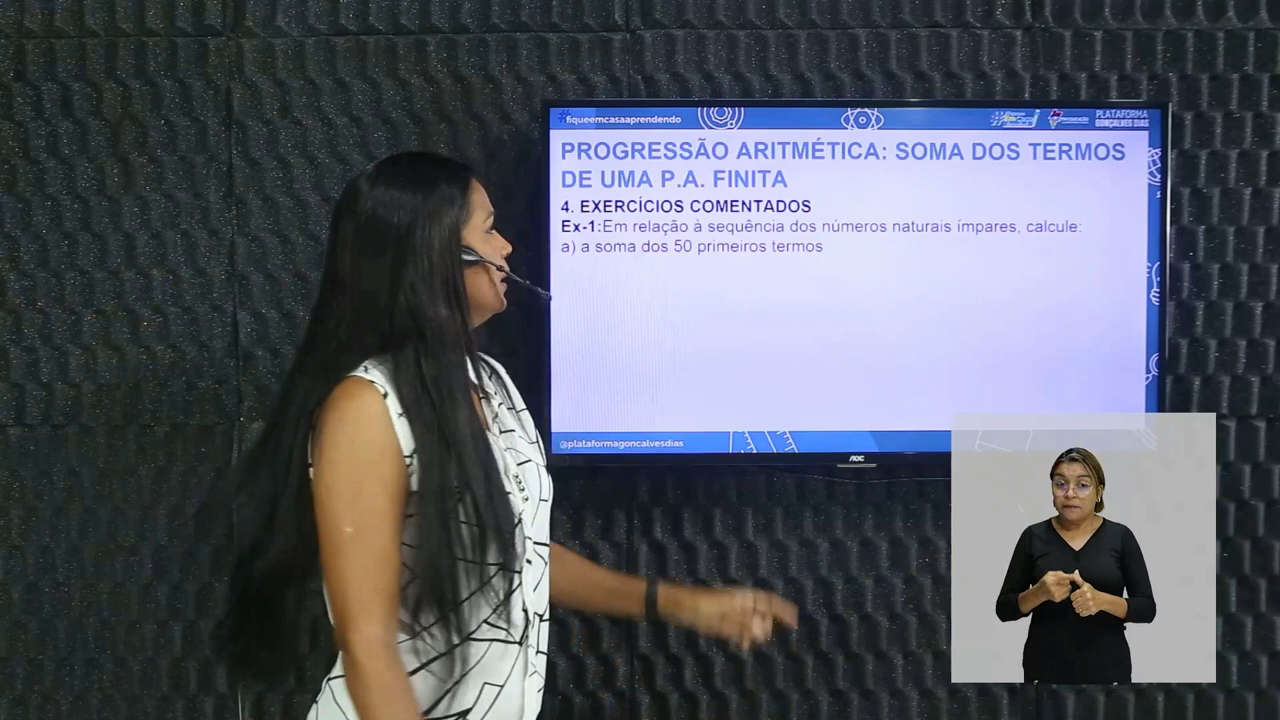 #fiqueemcasaaprendendo
PLATAFORMA
GONÇALVES DIAS
PROGRESSÃO ARITMÉTICA: SOMA DOS TERMOS
DE UMA P.A. FINITA
4. EXERCÍCIOS COMENTADOS
Ex-1:Em relação à sequência dos números naturais ímpares, calcule:
a) a soma dos 50 primeiros termos
@plataformagoncalvesdias
AOC